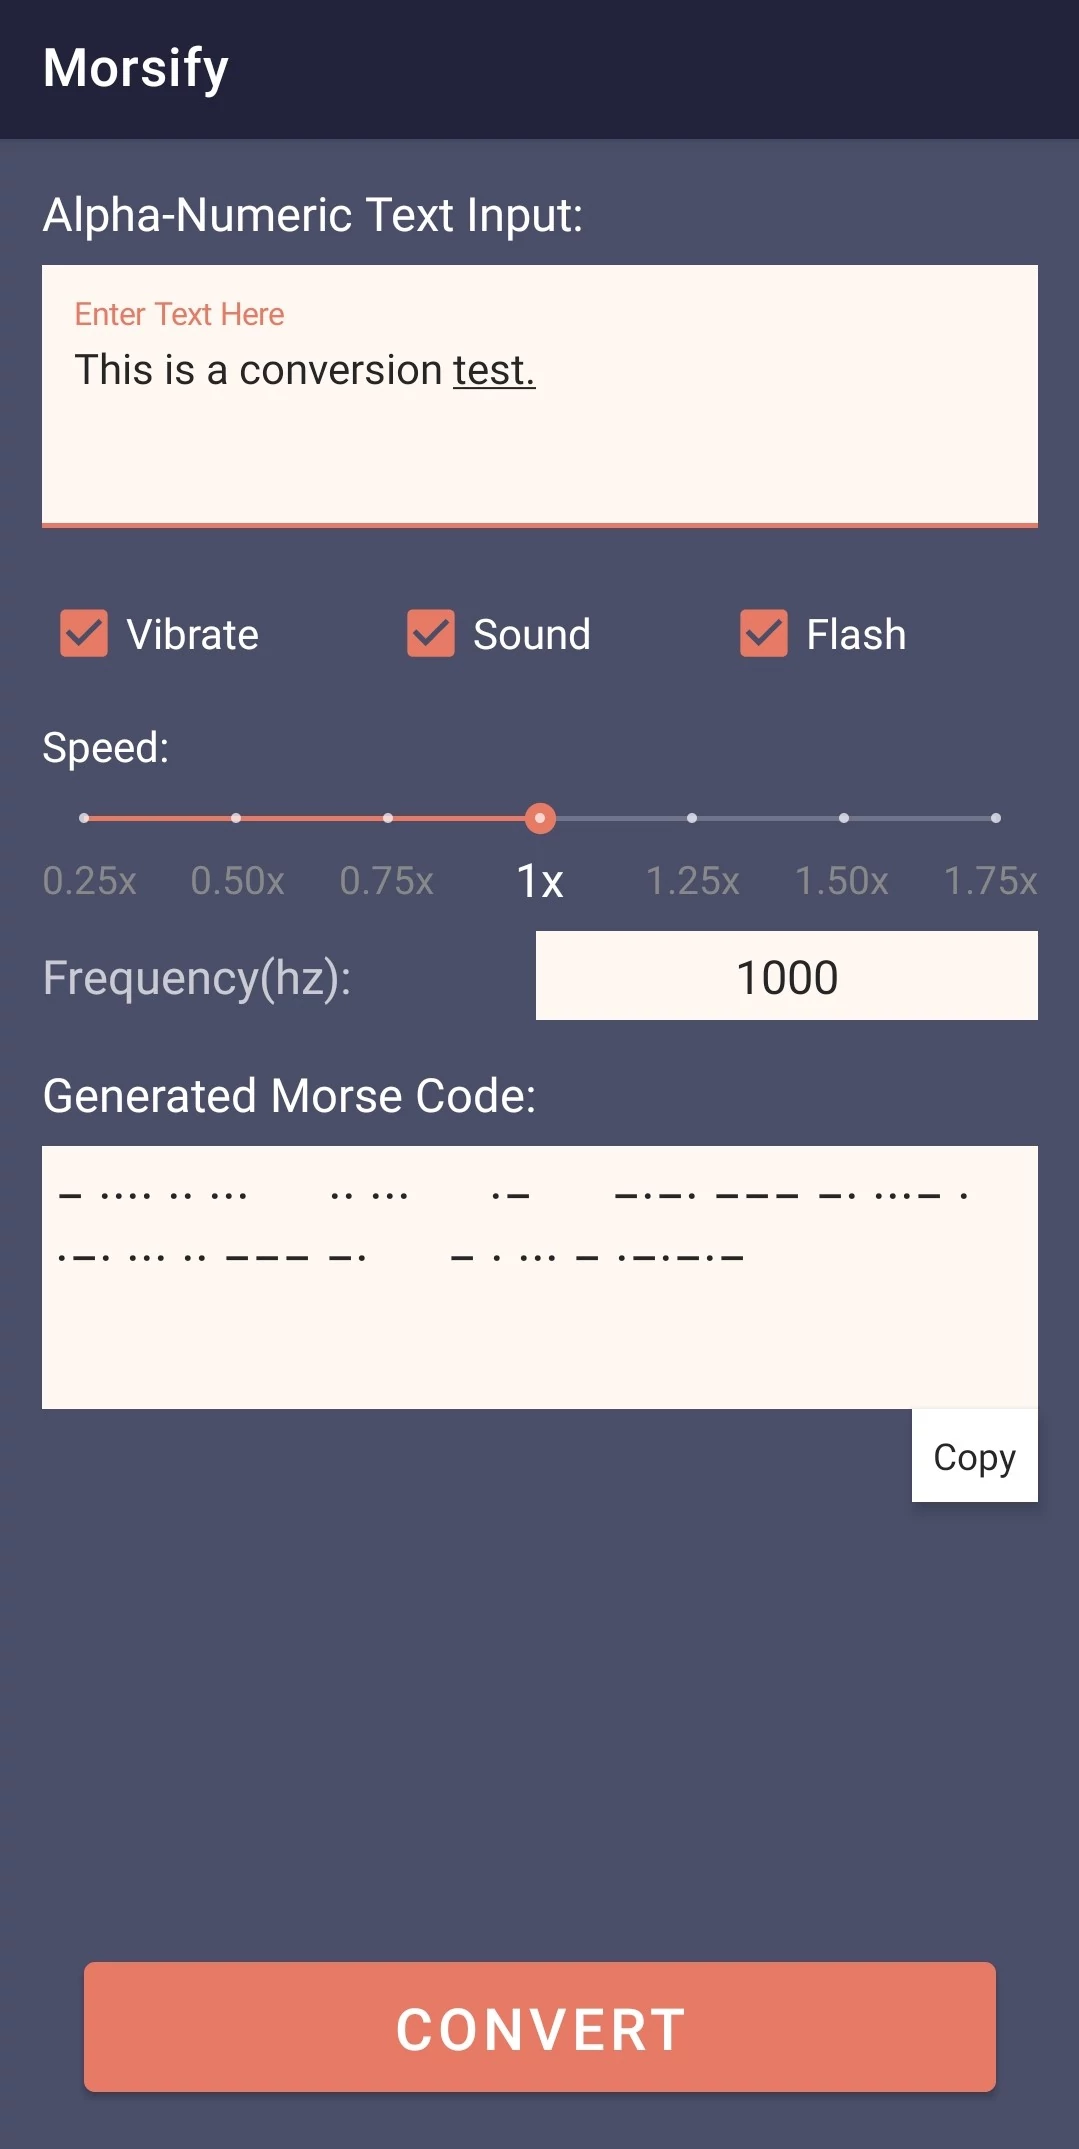 Morsify
Alpha-Numeric Text Input:
Enter Text Here
This is a conversion test.
Vibrate Sound Flash
Speed:
0.25x 0.50x 0.75x 1x 1.25x 1.50x 1.75x
Frequency(hz): 1000
Generated Morse Code:
– ···· ·· ··· ·· ··· ·– –·–· ––– –· ···– ·
·–· ··· ·· ––– –· – · ··· – ·–·–·–
Copy
CONVERT